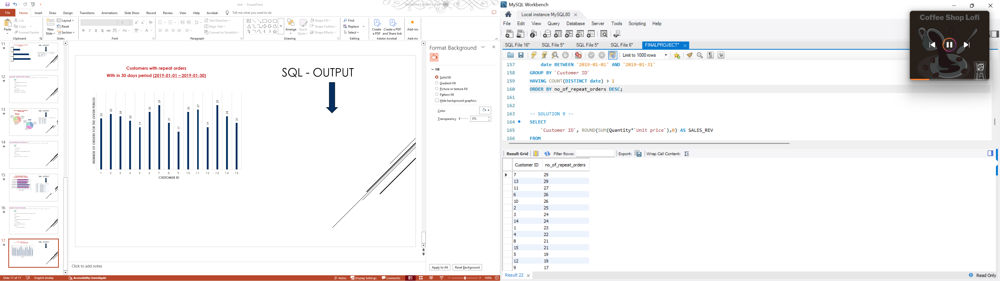 test - PowerPoint
Mohammed Numan Suriya MN
File Home Insert Draw Design Transitions Animations Slide Show Record Review View Help Acrobat Tell me what you want to do
Paste
Cut
Copy
Format Painter
Clipboard
New Slide
Layout
Reset
Section
Slides
Font
Text Direction
Align Text
Convert to SmartArt
Paragraph
Arrange
Quick Styles
Shape Fill
Shape Outline
Shape Effects
Drawing
Find
Replace
Select
Editing
Create a PDF
Create a PDF and Share link
Adobe Acrobat
Add-ins
Add-ins
11
SQL - OUTPUT
12
13
SQL - OUTPUT
14
15
SQL - OUTPUT
16
17
SQL - OUTPUT
Customers with repeat orders
With in 30 days period (2019-01-01 – 2019-01-30)
SQL - OUTPUT
NUMBER OF ORDERS FOR THE GIVEN PERIOD
23 25 24 22 19 26 29 21 17 26 27 19 29 24 21
1 2 3 4 5 6 7 8 9 10 11 12 13 14 15
CUSTOMER ID
Click to add notes
Format Background
Fill
Solid fill
Gradient fill
Picture or texture fill
Pattern fill
Hide background graphics
Color
Transparency 0%
Apply to All Reset Background
Slide 17 of 17 English (India) Accessibility: Investigate Notes Display Settings Comments 103%
MySQL Workbench
Local instance MySQL80
File Edit View Query Database Server Tools Scripting Help
SQL File 16* SQL File 5* SQL File 5* SQL File 6* FINALPROJECT*
Limit to 1000 rows
157 date BETWEEN '2019-01-01' AND '2019-01-31'
158 GROUP BY `Customer ID`
159 HAVING COUNT(DISTINCT date) > 1
160 ORDER BY no_of_repeat_orders DESC;
161
162
163 -- SOLUTION 9 --
164 SELECT
165 `Customer ID`, ROUND(SUM(Quantity*`Unit price`),0) AS SALES_REV
166 FROM
Result Grid Filter Rows: Export: Wrap Cell Content:
Customer ID no_of_repeat_orders
7 29
13 29
11 27
6 26
10 26
2 25
3 24
14 24
1 23
4 22
8 21
15 21
5 19
12 19
9 17
Result 22
Read Only
Coffee Shop Lofi